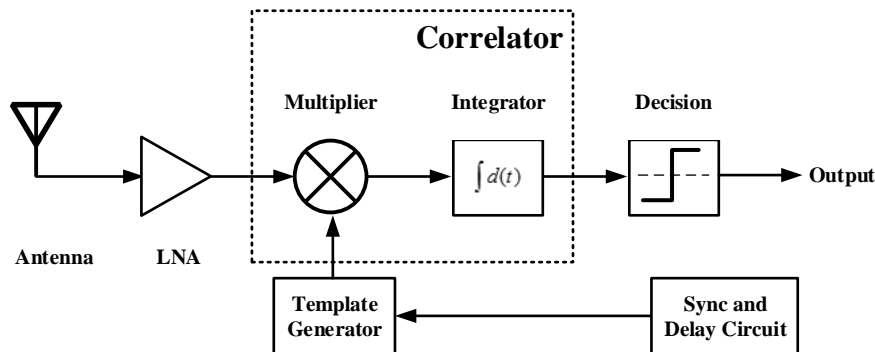 Correlator
Multiplier
Integrator
Decision
∫ d(t)
Output
Antenna
LNA
Template
Generator
Sync and
Delay Circuit